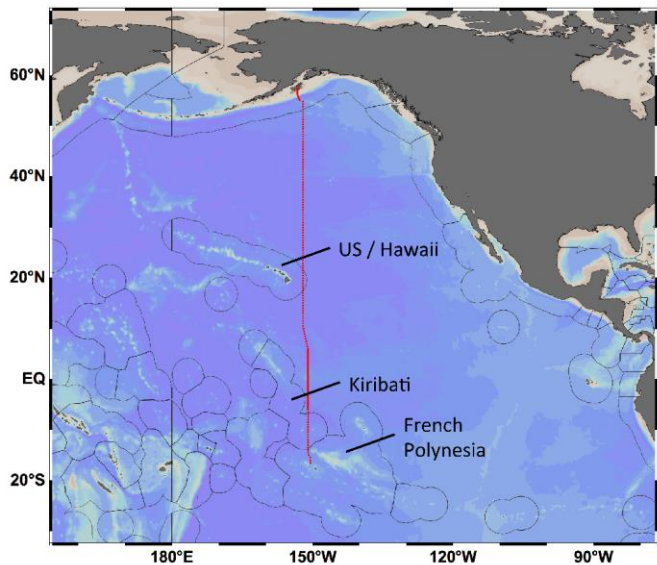 60°N
40°N
US / Hawaii
20°N
EQ
Kiribati
French
Polynesia
20°S
180°E
150°W
120°W
90°W